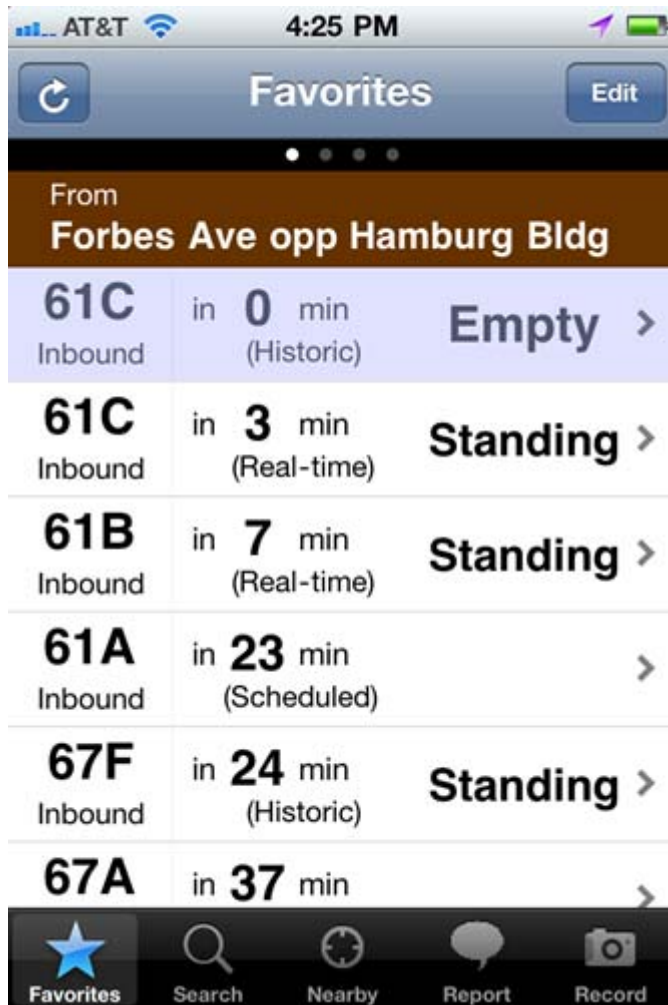 AT&T 4:25 PM
Favorites Edit
From
Forbes Ave opp Hamburg Bldg
61C in 0 min Empty
Inbound (Historic)
61C in 3 min Standing
Inbound (Real-time)
61B in 7 min Standing
Inbound (Real-time)
61A in 23 min
Inbound (Scheduled)
67F in 24 min Standing
Inbound (Historic)
67A in 37 min
Favorites Search Nearby Report Record